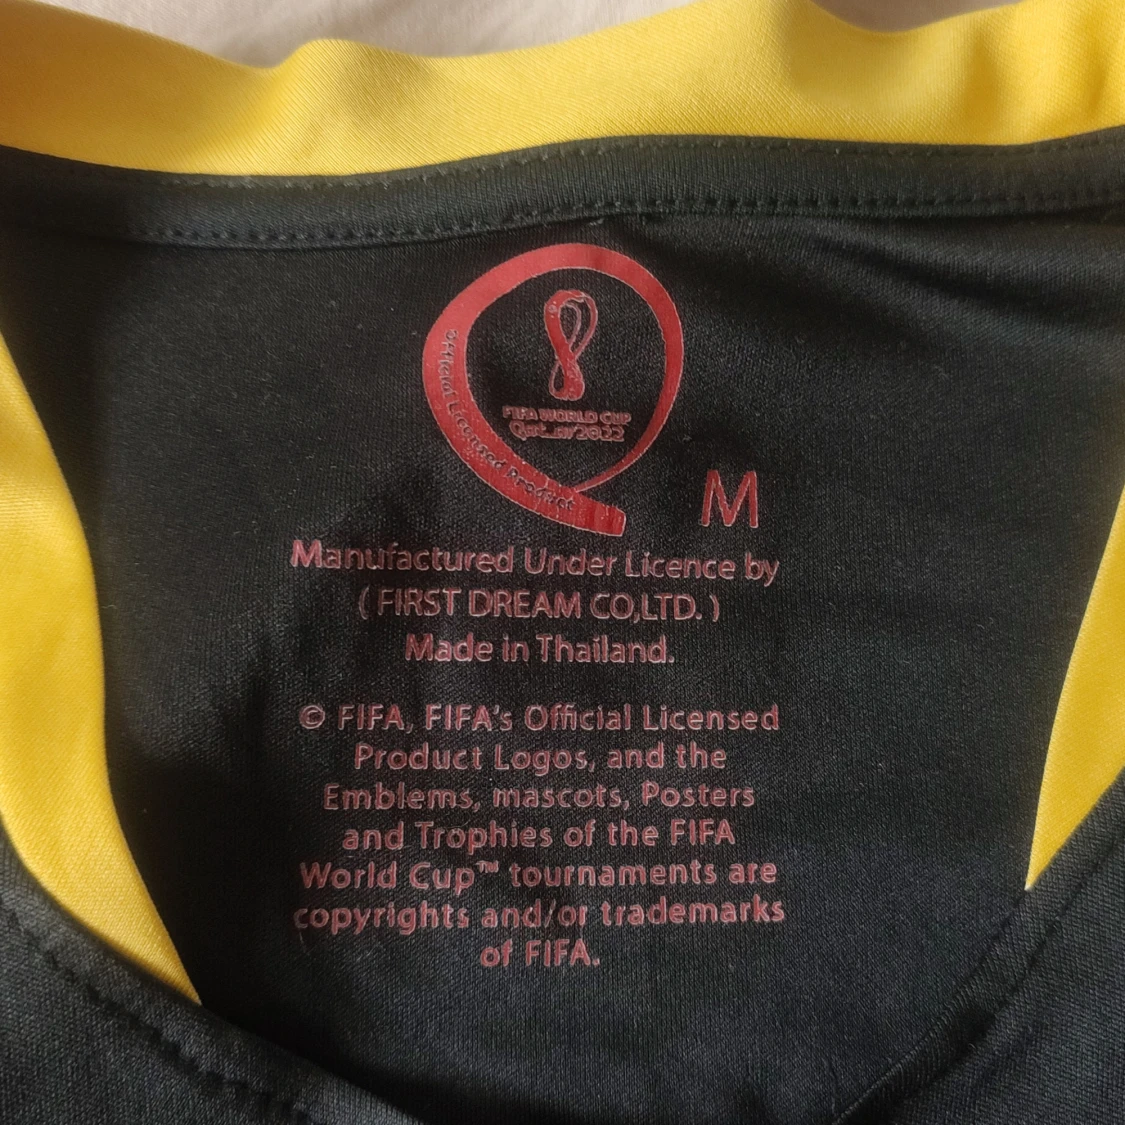 FIFA WORLD CUP
Qatar2022
Official Licensed Product
M
Manufactured Under Licence by
( FIRST DREAM CO,LTD. )
Made in Thailand.
© FIFA, FIFA's Official Licensed
Product Logos, and the
Emblems, mascots, Posters
and Trophies of the FIFA
World Cup™ tournaments are
copyrights and/or trademarks
of FIFA.